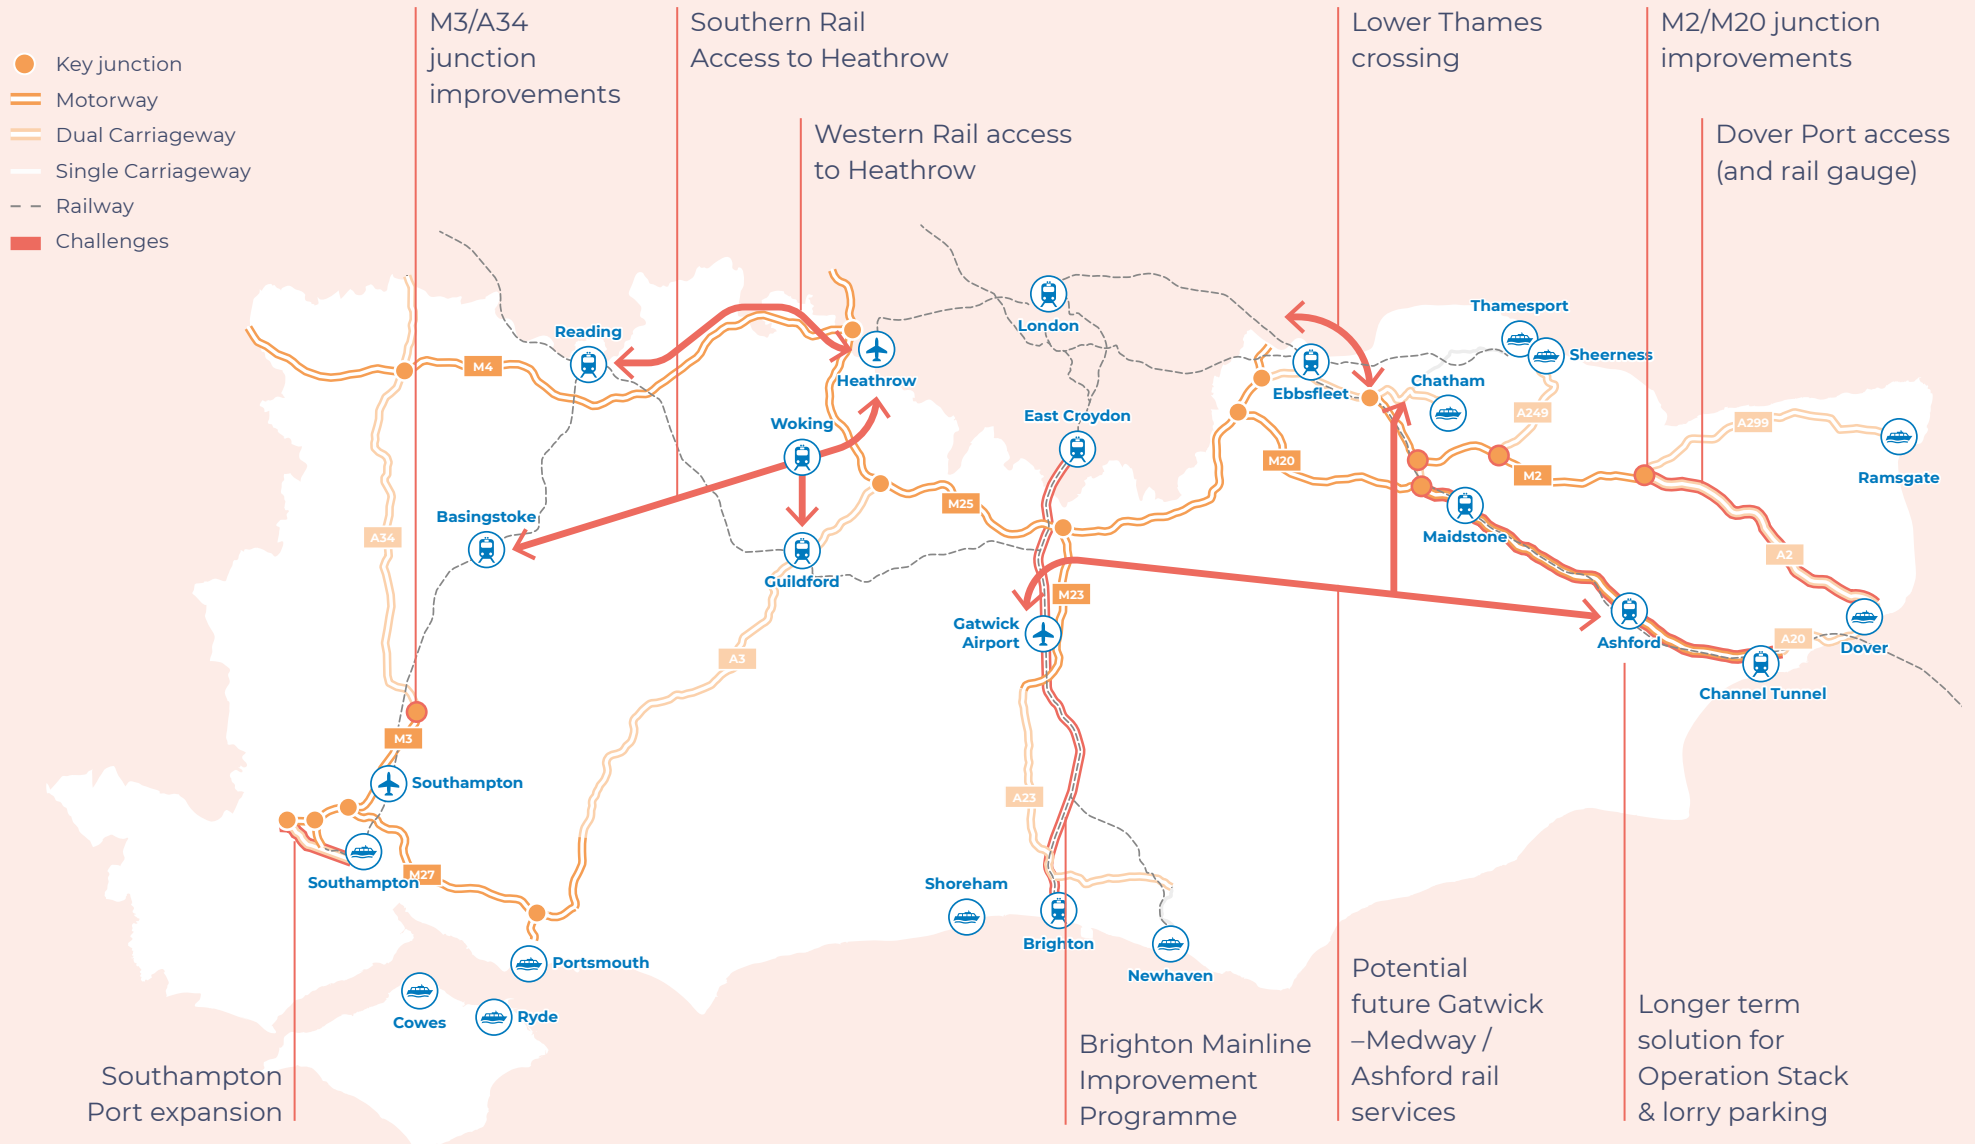 Key junction
Motorway
Dual Carriageway
Single Carriageway
Railway
Challenges
M3/A34
junction
improvements
Southern Rail
Access to Heathrow
Western Rail access
to Heathrow
Lower Thames
crossing
M2/M20 junction
improvements
Dover Port access
(and rail gauge)
Reading
M4
Heathrow
London
Thamesport
Sheerness
Ebbsfleet
Chatham
A249
A299
Ramsgate
Woking
East Croydon
M20
M2
M25
Basingstoke
A34
Guildford
Maidstone
A2
M23
Gatwick
Airport
Ashford
A20
Dover
Channel Tunnel
A3
M3
Southampton
A23
Southampton
M27
Shoreham
Brighton
Newhaven
Portsmouth
Cowes
Ryde
Southampton
Port expansion
Brighton Mainline
Improvement
Programme
Potential
future Gatwick
–Medway /
Ashford rail
services
Longer term
solution for
Operation Stack
& lorry parking